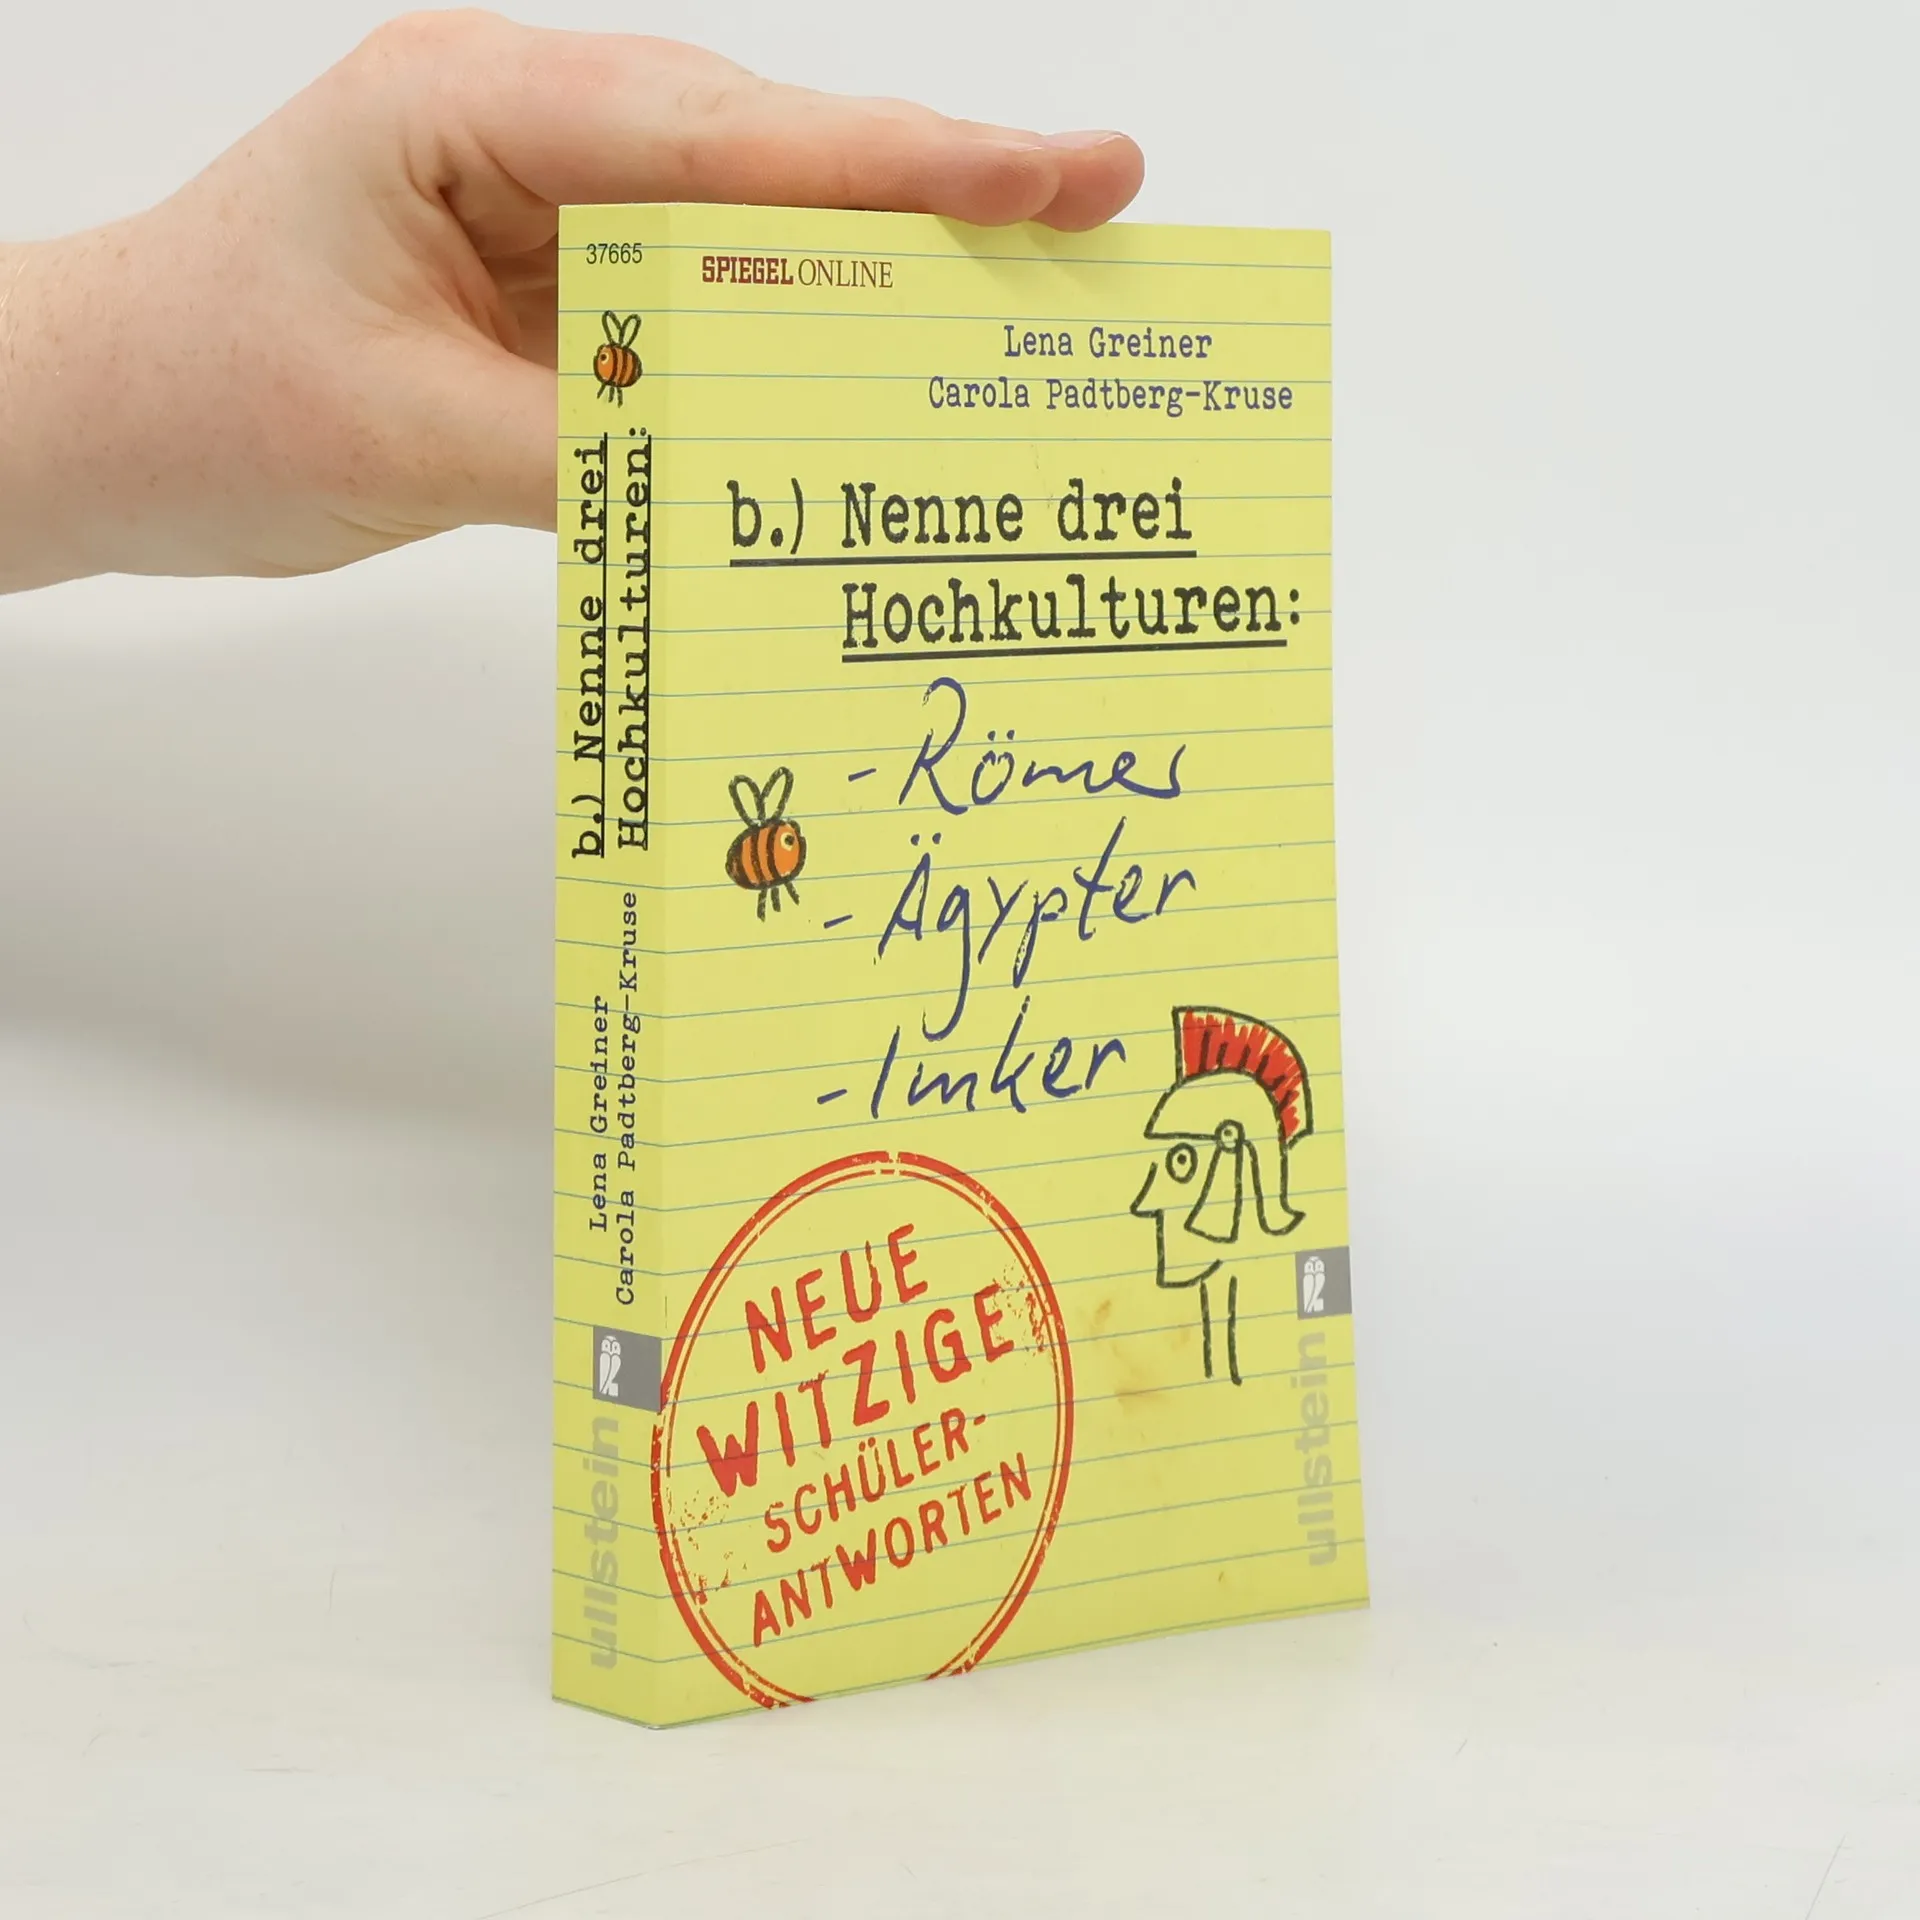 37665
b.) Nenne drei
Hochkulturen:
Lena Greiner
Carola Padtberg-Kruse
ullstein
SPIEGEL ONLINE
Lena Greiner
Carola Padtberg-Kruse
b.) Nenne drei
Hochkulturen:
-Römer
-Ägypter
-Imker
NEUE
WITZIGE
SCHÜLER-
ANTWORTEN
ullstein